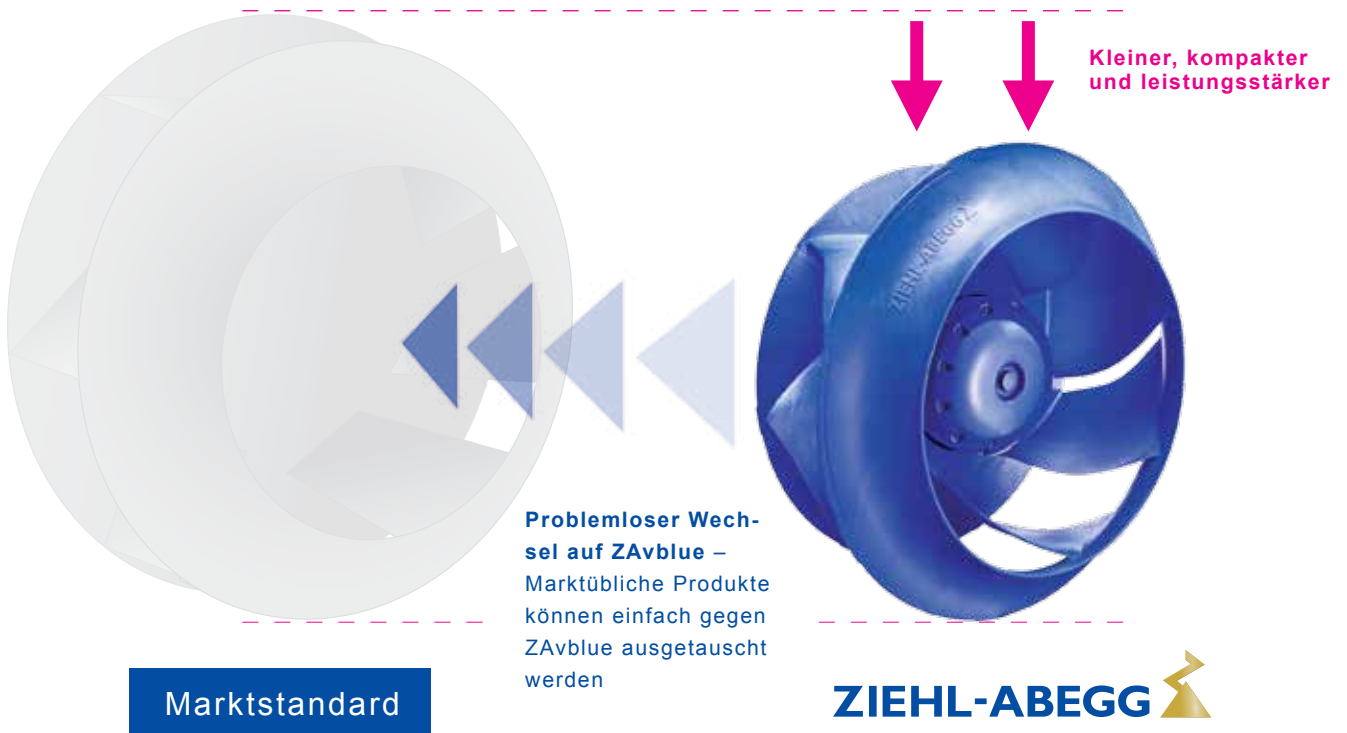 Kleiner, kompakter
und leistungsstärker
ZIEHL-ABEGG
Problemloser Wech-
sel auf ZAvblue –
Marktübliche Produkte
können einfach gegen
ZAvblue ausgetauscht
werden
Marktstandard
ZIEHL-ABEGG